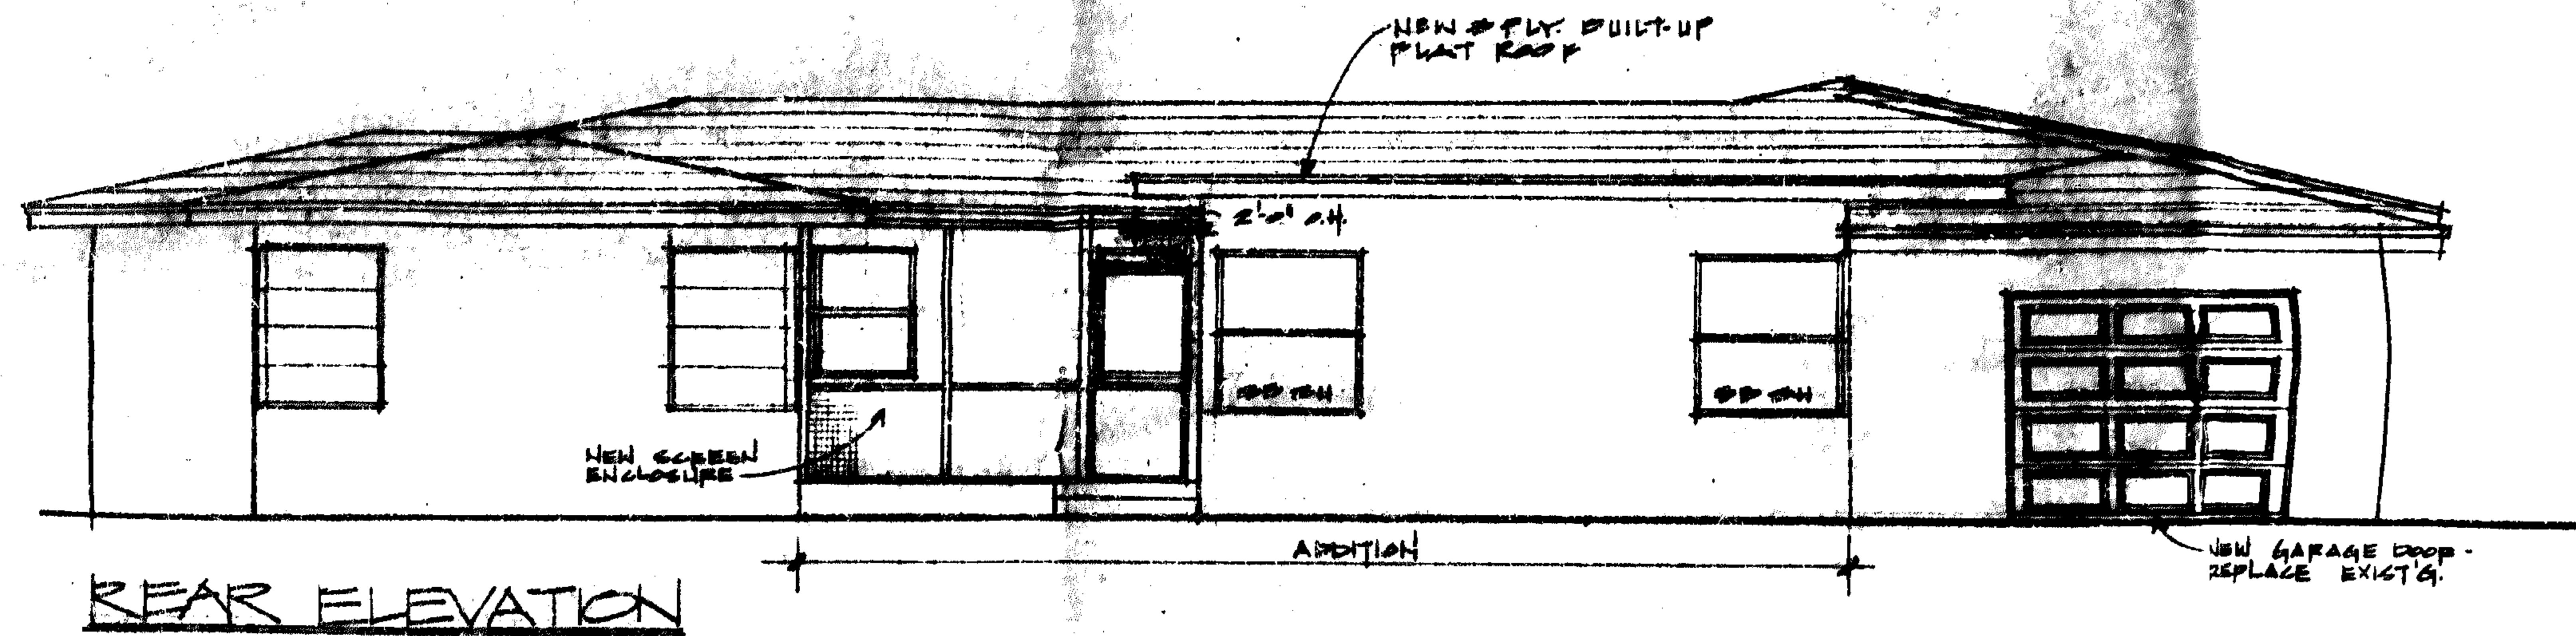 NEW PLY. BUILT-UP
FLAT ROOF
2'-0" O.H.
NEW SCREEN
ENCLOSURE
ADDITION
NEW GARAGE DOOR -
REPLACE EXIST'G.
REAR ELEVATION